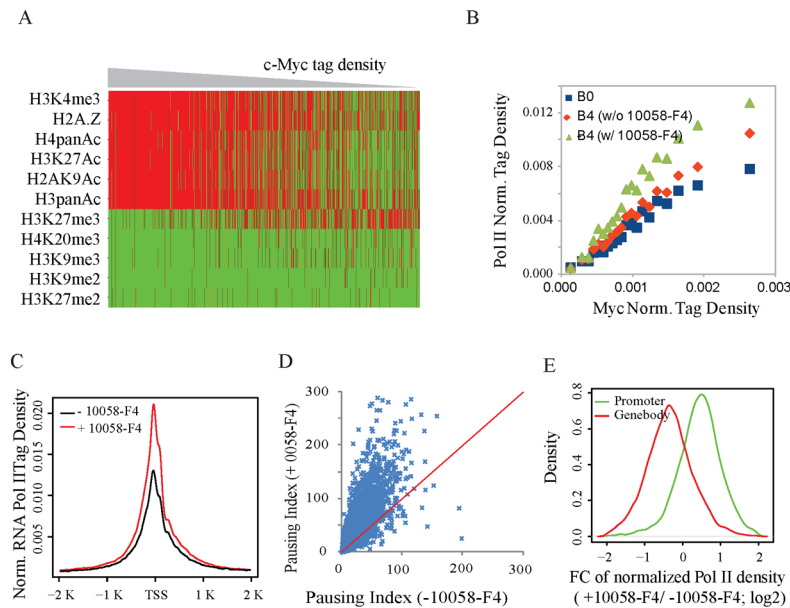 A
c-Myc tag density
H3K4me3
H2A.Z
H4panAc
H3K27Ac
H2AK9Ac
H3panAc
H3K27me3
H4K20me3
H3K9me3
H3K9me2
H3K27me2
B
Pol II Norm. Tag Density
0.012
0.008
0.004
0.000
B0
B4 (w/o 10058-F4)
B4 (w/ 10058-F4)
0.000 0.001 0.002 0.003
Myc Norm. Tag Density
C
Norm. RNA Pol IITag Density
0.020
0.015
0.010
0.005
- 10058-F4
+ 10058-F4
−2 K −1 K TSS 1 K 2 K
D
Pausing Index (+ 0058-F4)
300
200
100
0
0 100 200 300
Pausing Index (-10058-F4)
E
Density
0.8
0.6
0.4
0.2
0.0
Promoter
Genebody
−2 −1 0 1 2
FC of normalized Pol II density
( +10058-F4/ -10058-F4; log2)